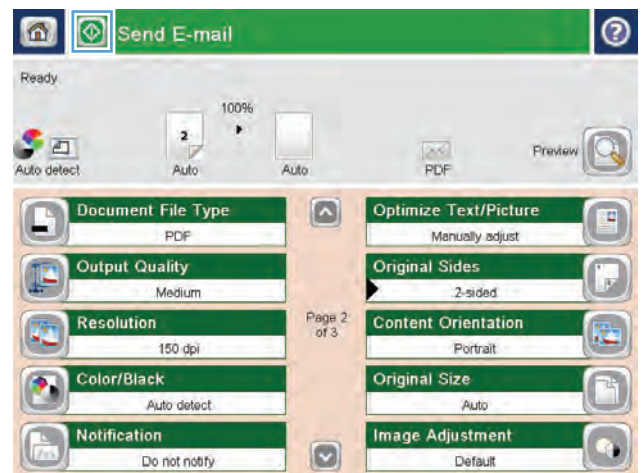 Send E-mail
?
Ready
100%
2
Auto detect
Auto
Auto
PDF
Preview
Document File Type
PDF
Output Quality
Medium
Resolution
150 dpi
Color/Black
Auto detect
Notification
Do not notify
Page 2
of 3
Optimize Text/Picture
Manually adjust
Original Sides
2-sided
Content Orientation
Portrait
Original Size
Auto
Image Adjustment
Default